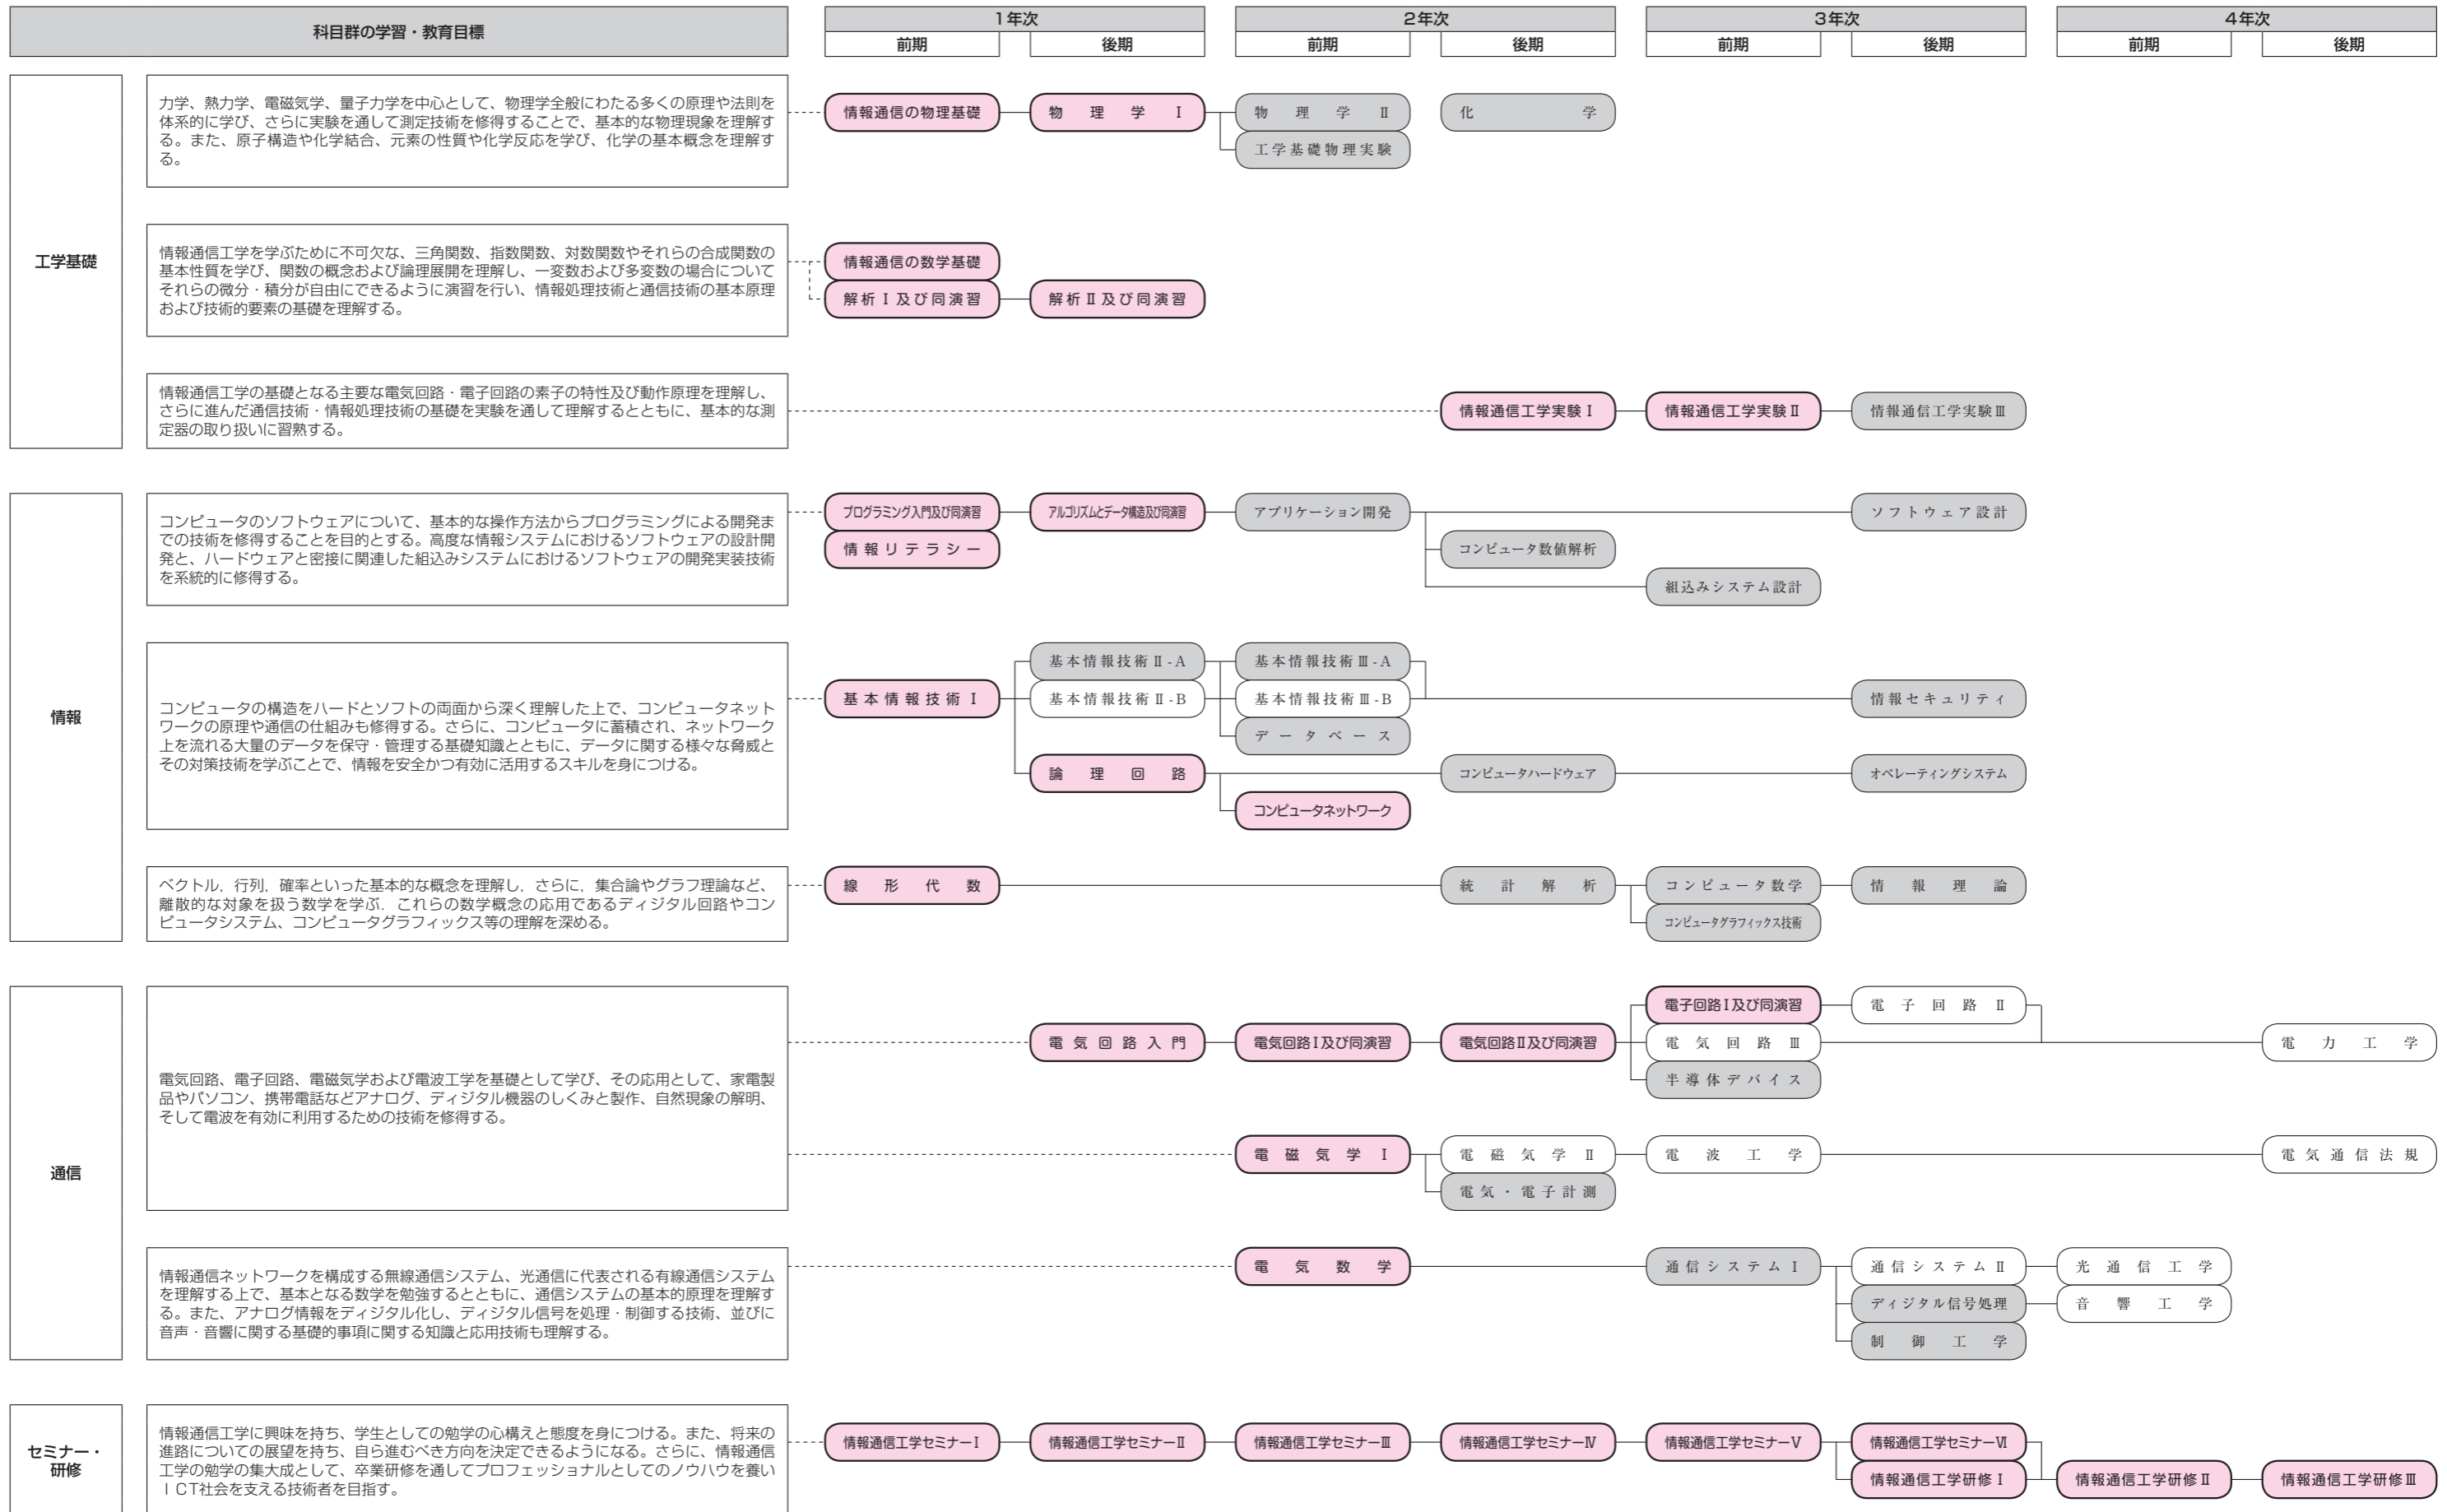 科目群の学習・教育目標
1年次
2年次
3年次
4年次
前期
後期
前期
後期
前期
後期
前期
後期
工学基礎
力学、熱力学、電磁気学、量子力学を中心として、物理学全般にわたる多くの原理や法則を
体系的に学び、さらに実験を通して測定技術を修得することで、基本的な物理現象を理解す
る。また、原子構造や化学結合、元素の性質や化学反応を学び、化学の基本概念を理解す
る。
情報通信の物理基礎
物理学Ⅰ
物理学Ⅱ
化学
工学基礎物理実験
情報通信工学を学ぶために不可欠な、三角関数、指数関数、対数関数やそれらの合成関数の
基本性質を学び、関数の概念および論理展開を理解し、一変数および多変数の場合について
それらの微分・積分が自由にできるように演習を行い、情報処理技術と通信技術の基本原理
および技術的要素の基礎を理解する。
情報通信の数学基礎
解析Ⅰ及び同演習
解析Ⅱ及び同演習
情報通信工学の基礎となる主要な電気回路・電子回路の素子の特性及び動作原理を理解し、
さらに進んだ通信技術・情報処理技術の基礎を実験を通して理解するとともに、基本的な測
定器の取り扱いに習熟する。
情報通信工学実験Ⅰ
情報通信工学実験Ⅱ
情報通信工学実験Ⅲ
情報
コンピュータのソフトウェアについて、基本的な操作方法からプログラミングによる開発ま
での技術を修得することを目的とする。高度な情報システムにおけるソフトウェアの設計開
発と、ハードウェアと密接に関連した組込みシステムにおけるソフトウェアの開発実装技術
を系統的に修得する。
プログラミング入門及び同演習
アルゴリズムとデータ構造及び同演習
アプリケーション開発
ソフトウェア設計
情報リテラシー
コンピュータ数値解析
組込みシステム設計
コンピュータの構造をハードとソフトの両面から深く理解した上で、コンピュータネット
ワークの原理や通信の仕組みも修得する。さらに、コンピュータに蓄積され、ネットワーク
上を流れる大量のデータを保守・管理する基礎知識とともに、データに関する様々な脅威と
その対策技術を学ぶことで、情報を安全かつ有効に活用するスキルを身につける。
基本情報技術Ⅱ-A
基本情報技術Ⅲ-A
基本情報技術Ⅰ
基本情報技術Ⅱ-B
基本情報技術Ⅲ-B
情報セキュリティ
データベース
論理回路
コンピュータハードウェア
オペレーティングシステム
コンピュータネットワーク
ベクトル，行列，確率といった基本的な概念を理解し，さらに，集合論やグラフ理論など、
離散的な対象を扱う数学を学ぶ．これらの数学概念の応用であるディジタル回路やコン
ピュータシステム、コンピュータグラフィックス等の理解を深める。
線形代数
統計解析
コンピュータ数学
情報理論
コンピュータグラフィックス技術
通信
電気回路、電子回路、電磁気学および電波工学を基礎として学び、その応用として、家電製
品やパソコン、携帯電話などアナログ、ディジタル機器のしくみと製作、自然現象の解明、
そして電波を有効に利用するための技術を修得する。
電子回路Ⅰ及び同演習
電子回路Ⅱ
電気回路入門
電気回路Ⅰ及び同演習
電気回路Ⅱ及び同演習
電気回路Ⅲ
電力工学
半導体デバイス
電磁気学Ⅰ
電磁気学Ⅱ
電波工学
電気通信法規
電気・電子計測
情報通信ネットワークを構成する無線通信システム、光通信に代表される有線通信システム
を理解する上で、基本となる数学を勉強するとともに、通信システムの基本的原理を理解す
る。また、アナログ情報をディジタル化し、ディジタル信号を処理・制御する技術、並びに
音声・音響に関する基礎的事項に関する知識と応用技術も理解する。
電気数学
通信システムⅠ
通信システムⅡ
光通信工学
ディジタル信号処理
音響工学
制御工学
セミナー・
研修
情報通信工学に興味を持ち、学生としての勉学の心構えと態度を身につける。また、将来の
進路についての展望を持ち、自ら進むべき方向を決定できるようになる。さらに、情報通信
工学の勉学の集大成として、卒業研修を通してプロフェッショナルとしてのノウハウを養い
ＩＣＴ社会を支える技術者を目指す。
情報通信工学セミナーⅠ
情報通信工学セミナーⅡ
情報通信工学セミナーⅢ
情報通信工学セミナーⅣ
情報通信工学セミナーⅤ
情報通信工学セミナーⅥ
情報通信工学研修Ⅰ
情報通信工学研修Ⅱ
情報通信工学研修Ⅲ